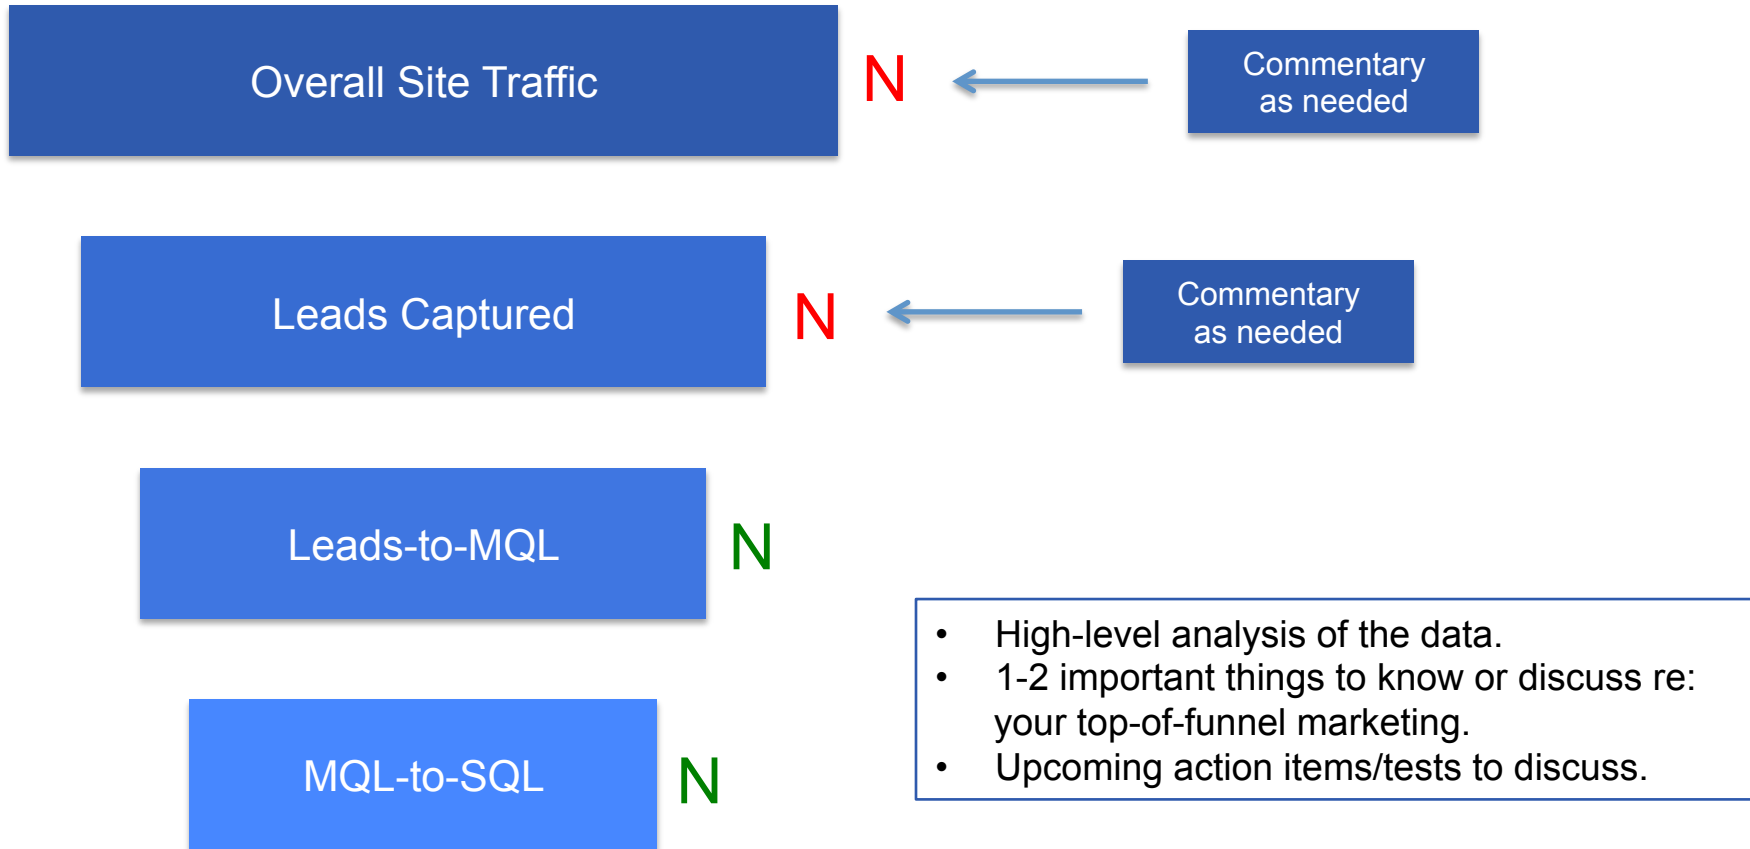 Overall Site Traffic
N
Commentary
as needed
Leads Captured
N
Commentary
as needed
Leads-to-MQL
N
• High-level analysis of the data.
• 1-2 important things to know or discuss re:
your top-of-funnel marketing.
• Upcoming action items/tests to discuss.
MQL-to-SQL
N